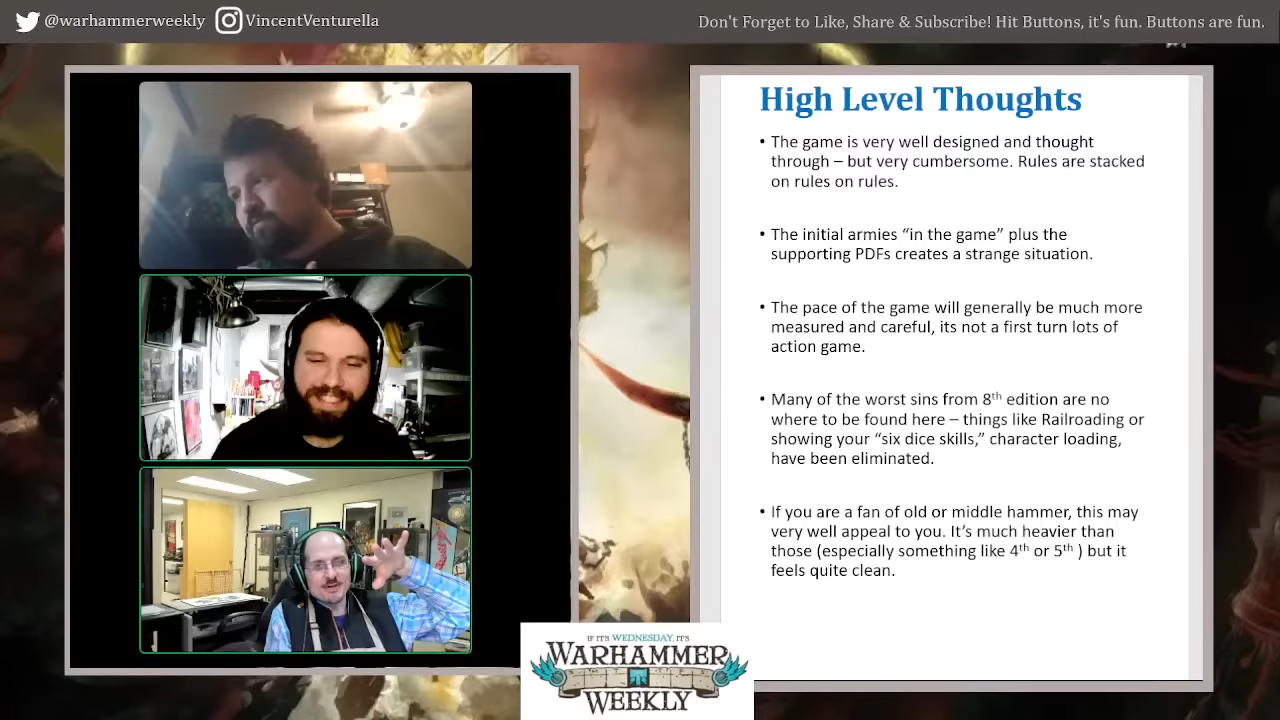 @warhammerweekly VincentVenturella
Don't Forget to Like, Share & Subscribe! Hit Buttons, it's fun. Buttons are fun.
High Level Thoughts
• The game is very well designed and thought
through – but very cumbersome. Rules are stacked
on rules on rules.
• The initial armies “in the game” plus the
supporting PDFs creates a strange situation.
• The pace of the game will generally be much more
measured and careful, its not a first turn lots of
action game.
• Many of the worst sins from 8th edition are no
where to be found here – things like Railroading or
showing your “six dice skills,” character loading,
have been eliminated.
• If you are a fan of old or middle hammer, this may
very well appeal to you. It’s much heavier than
those (especially something like 4th or 5th ) but it
feels quite clean.
IF IT'S WEDNESDAY, IT'S
WARHAMMER
WEEKLY